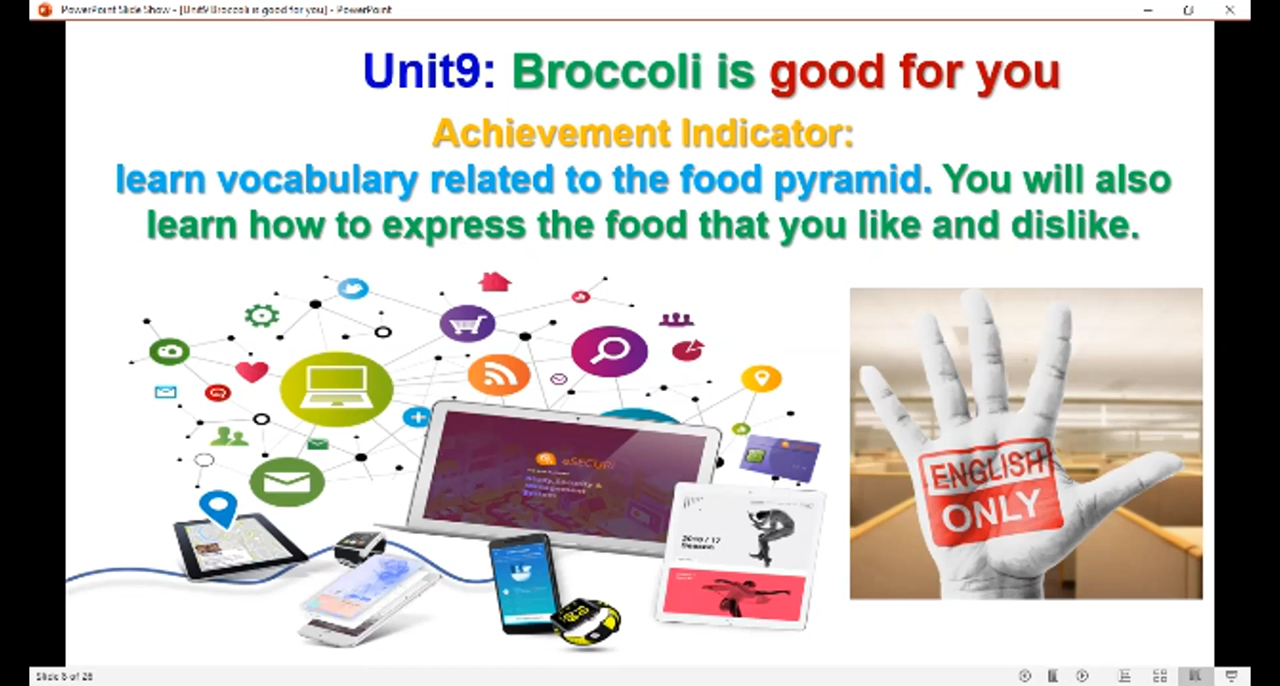 PowerPoint Slide Show - [Unit9 Broccoli is good for you] - PowerPoint
Unit9: Broccoli is good for you
Achievement Indicator:
learn vocabulary related to the food pyramid. You will also
learn how to express the food that you like and dislike.
ENGLISH
ONLY
Season